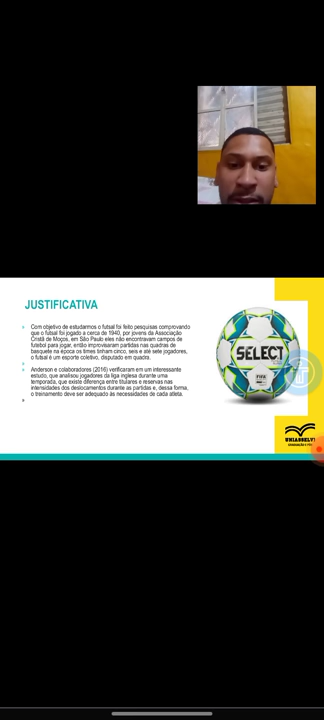 JUSTIFICATIVA
Com objetivo de estudarmos o futsal foi feito pesquisas comprovando
que o futsal foi jogado a cerca de 1940, por jovens da Associação
Cristã de Moços, em São Paulo eles não encontravam campos de
futebol para jogar, então improvisaram partidas nas quadras de
basquete na época os times tinham cinco, seis e até sete jogadores,
o futsal é um esporte coletivo, disputado em quadra.
Anderson e colaboradores (2016) verificaram em um interessante
estudo, que analisou jogadores da liga inglesa durante uma
temporada, que existe diferença entre titulares e reservas nas
intensidades dos deslocamentos durante as partidas e, dessa forma,
o treinamento deve ser adequado às necessidades de cada atleta.
SELECT
FIFA
UNIASSELVI